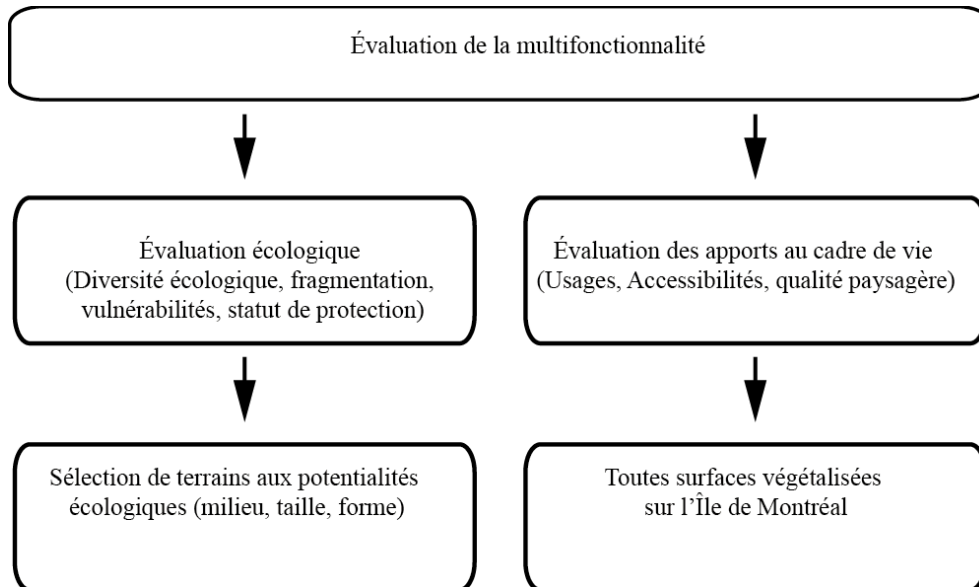 Évaluation de la multifonctionnalité
Évaluation écologique
(Diversité écologique, fragmentation,
vulnérabilités, statut de protection)
Évaluation des apports au cadre de vie
(Usages, Accessibilités, qualité paysagère)
Sélection de terrains aux potentialités
écologiques (milieu, taille, forme)
Toutes surfaces végétalisées
sur l’Île de Montréal